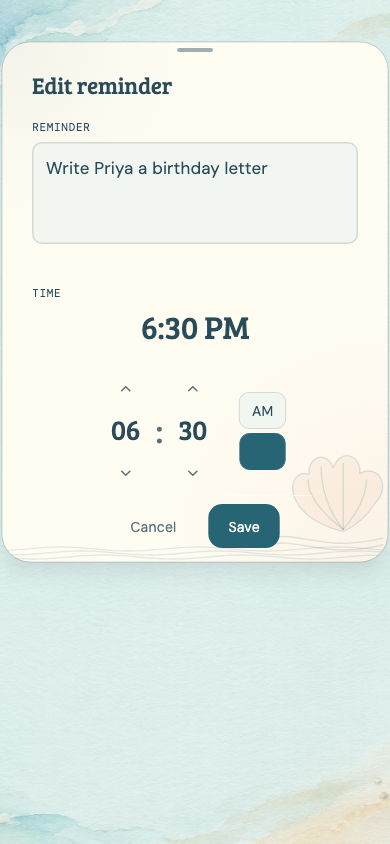 Edit reminder
REMINDER
Write Priya a birthday letter
TIME
6:30 PM
06 : 30
AM
Cancel
Save